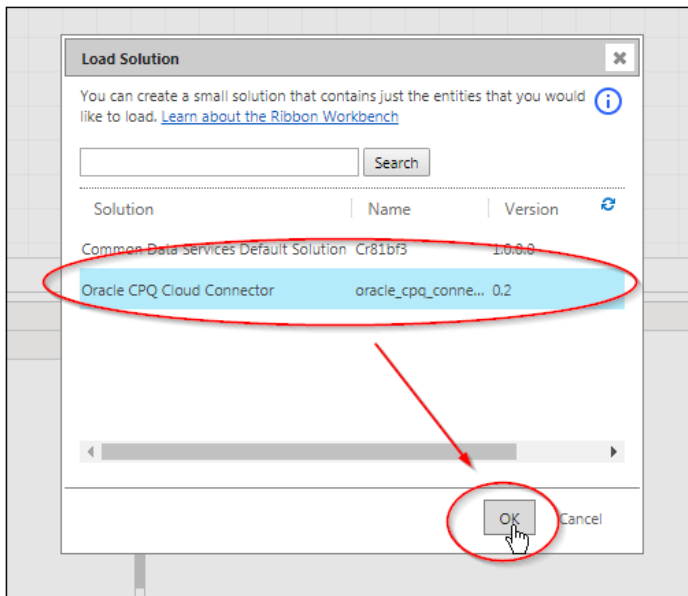 Load Solution
You can create a small solution that contains just the entities that you would
like to load. Learn about the Ribbon Workbench
Search
Solution Name Version
Common Data Services Default Solution Cr81bf3 1.0.0.0
Oracle CPQ Cloud Connector oracle_cpq_conne... 0.2
OK Cancel